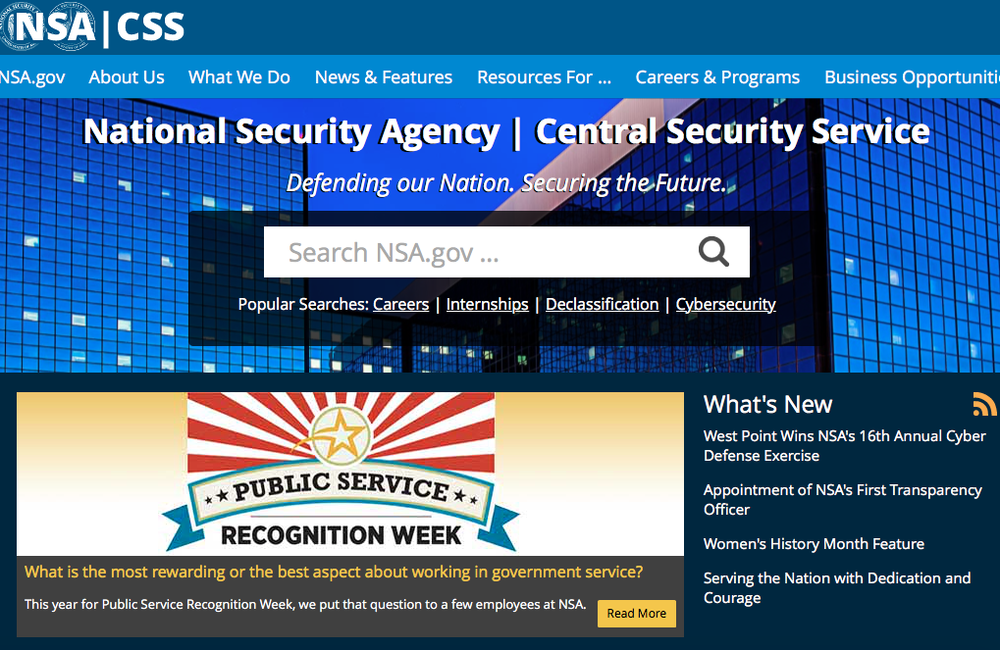 NSA|CSS
NSA.gov About Us What We Do News & Features Resources For ... Careers & Programs Business
National Security Agency | Central Security Service
Defending our Nation. Securing the Future.
Search NSA.gov ...
Popular Searches: Careers | Internships | Declassification | Cybersecurity
PUBLIC SERVICE
RECOGNITION WEEK
What is the most rewarding or the best aspect about working in government service?
This year for Public Service Recognition Week, we put that question to a few employees at NSA.
Read More
What's New
West Point Wins NSA's 16th Annual Cyber
Defense Exercise
Appointment of NSA's First Transparency
Officer
Women's History Month Feature
Serving the Nation with Dedication and
Courage